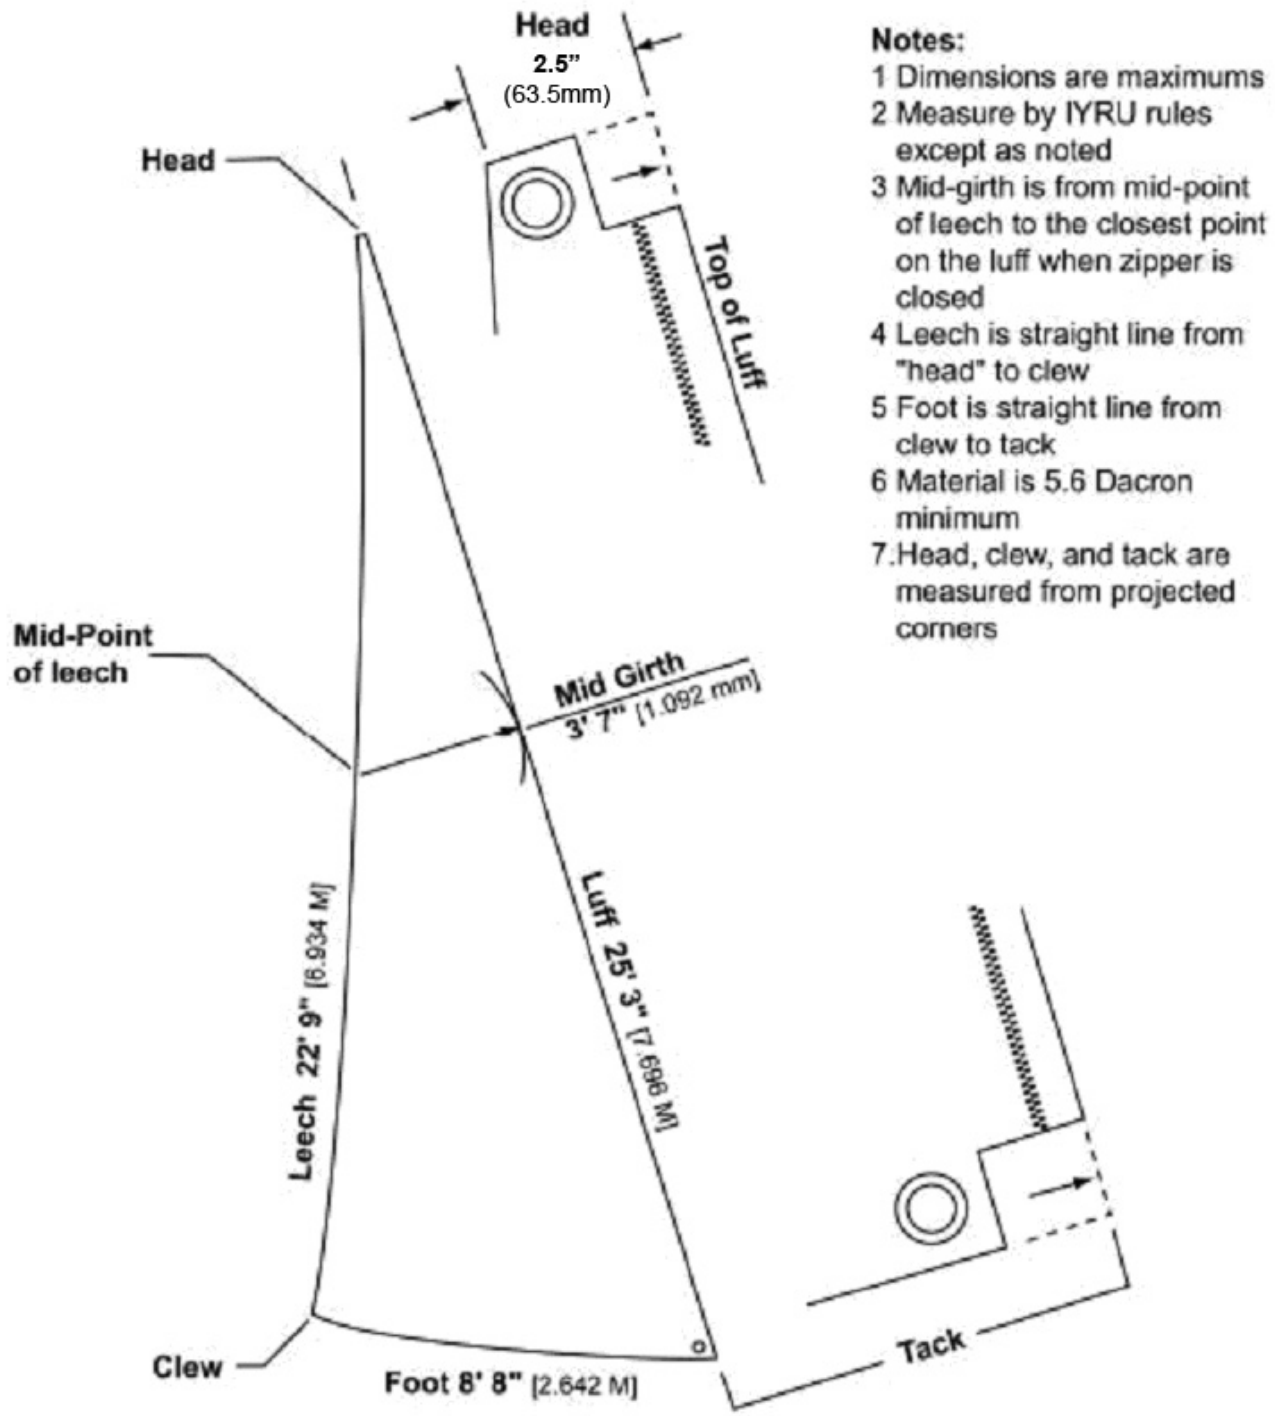 Head
2.5”
(63.5mm)
Head
Top of Luff
Notes:
1 Dimensions are maximums
2 Measure by IYRU rules
except as noted
3 Mid-girth is from mid-point
of leech to the closest point
on the luff when zipper is
closed
4 Leech is straight line from
"head" to clew
5 Foot is straight line from
clew to tack
6 Material is 5.6 Dacron
minimum
7.Head, clew, and tack are
measured from projected
corners
Mid-Point
of leech
Mid Girth
3' 7" [1.092 mm]
Leech 22' 9" [6.934 M]
Luff 25' 3" [7.696 M]
Clew
Foot 8' 8" [2.642 M]
Tack